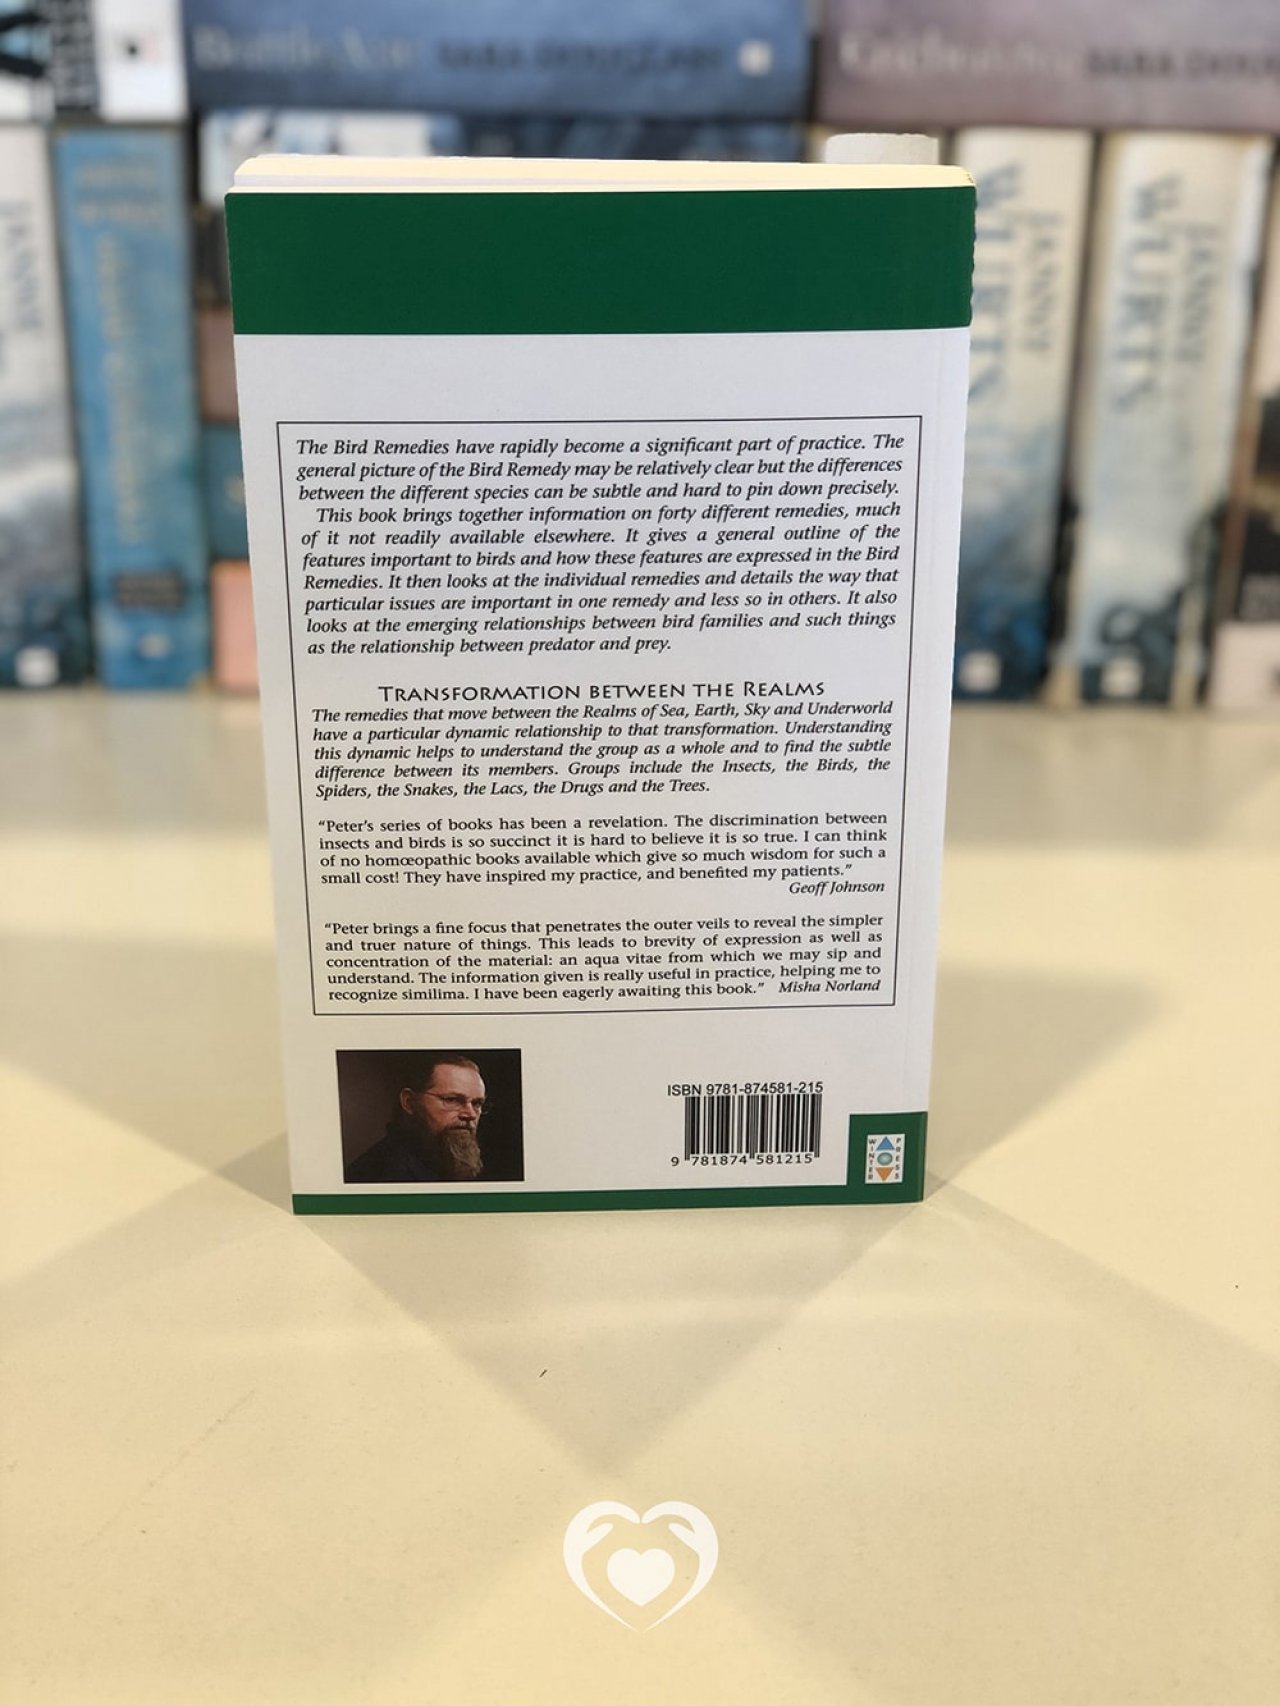 SARA DOUGLASS
JANNY
WURTS
JANNY
WURTS
The Bird Remedies have rapidly become a significant part of practice. The
general picture of the Bird Remedy may be relatively clear but the differences
between the different species can be subtle and hard to pin down precisely.
This book brings together information on forty different remedies, much
of it not readily available elsewhere. It gives a general outline of the
features important to birds and how these features are expressed in the Bird
Remedies. It then looks at the individual remedies and details the way that
particular issues are important in one remedy and less so in others. It also
looks at the emerging relationships between bird families and such things
as the relationship between predator and prey.
TRANSFORMATION BETWEEN THE REALMS
The remedies that move between the Realms of Sea, Earth, Sky and Underworld
have a particular dynamic relationship to that transformation. Understanding
this dynamic helps to understand the group as a whole and to find the subtle
difference between its members. Groups include the Insects, the Birds, the
Spiders, the Snakes, the Lacs, the Drugs and the Trees.
“Peter’s series of books has been a revelation. The discrimination between
insects and birds is so succinct it is hard to believe it is so true. I can think
of no homœopathic books available which give so much wisdom for such a
small cost! They have inspired my practice, and benefited my patients.”
Geoff Johnson
“Peter brings a fine focus that penetrates the outer veils to reveal the simpler
and truer nature of things. This leads to brevity of expression as well as
concentration of the material: an aqua vitae from which we may sip and
understand. The information given is really useful in practice, helping me to
recognize similima. I have been eagerly awaiting this book.” Misha Norland
ISBN 9781-874581-215
9 781874 581215
WINTER
PRESS